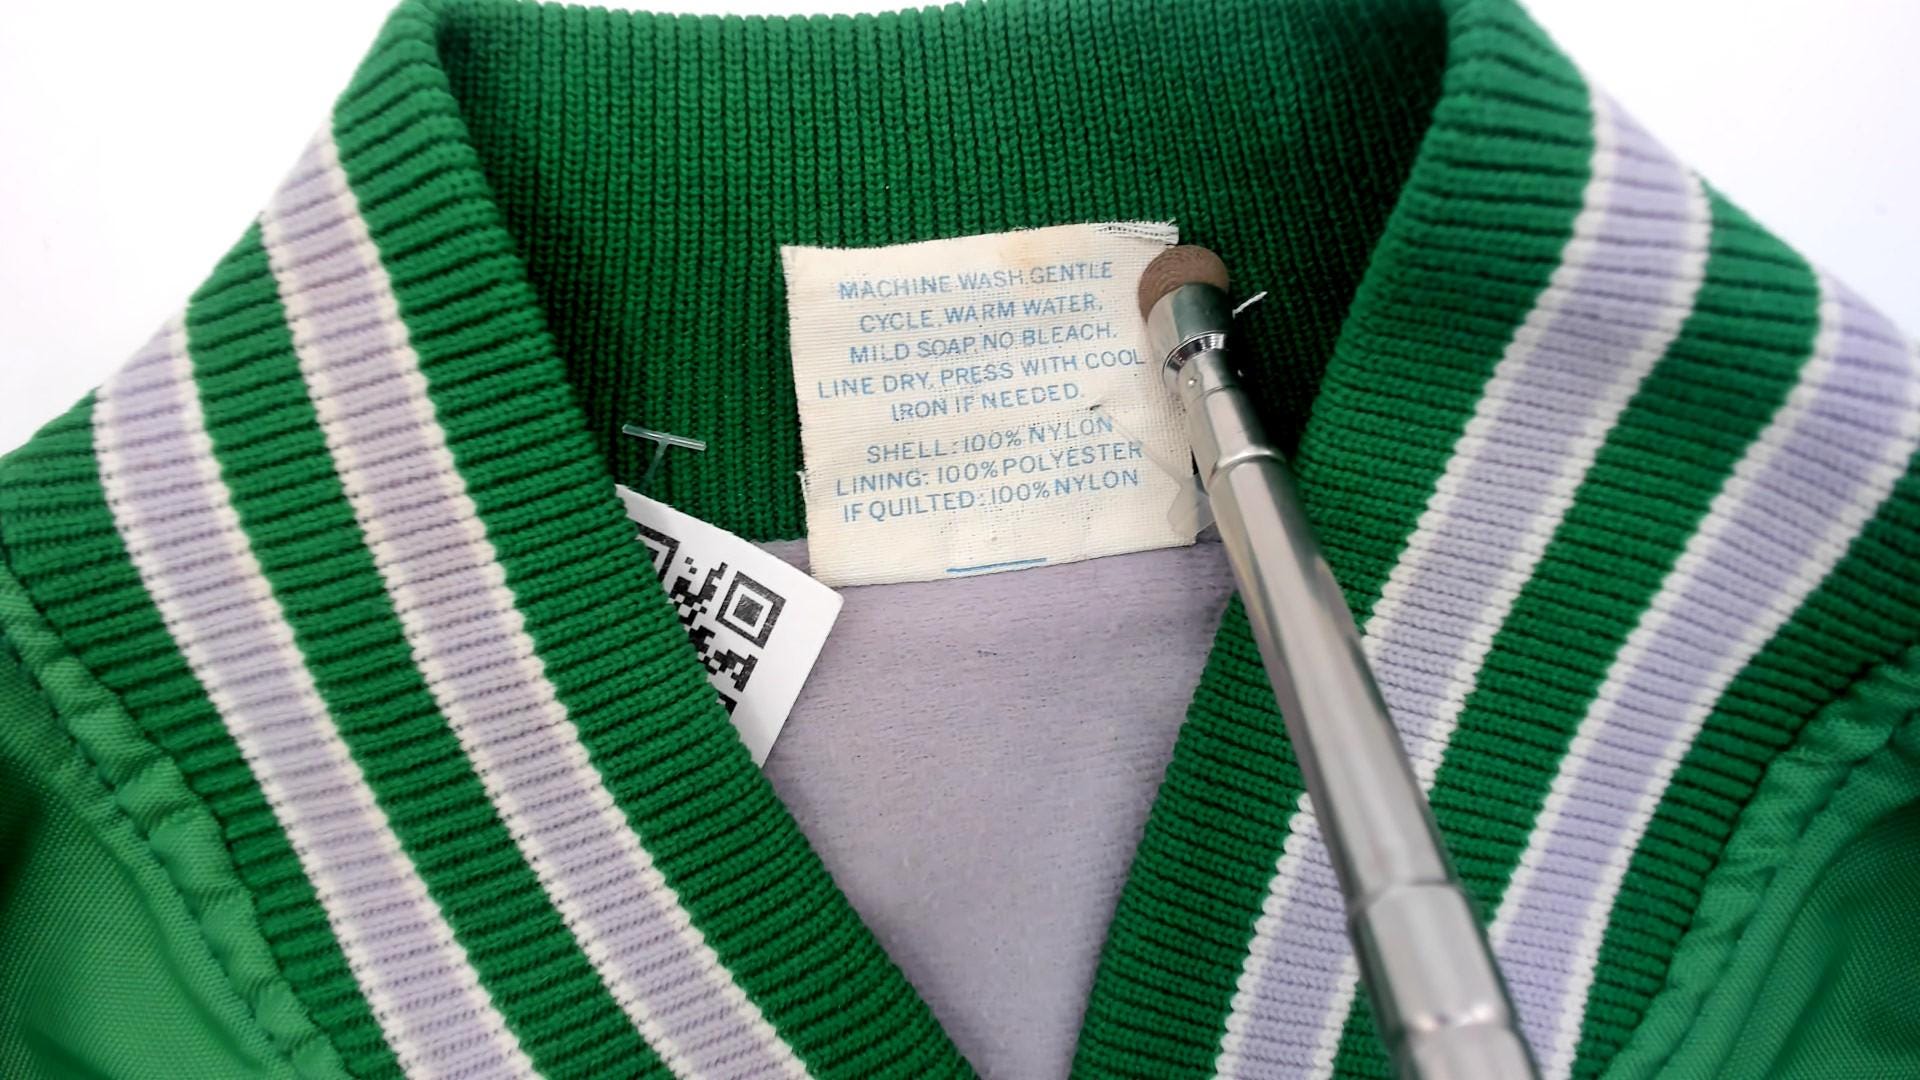 MACHINE WASH, GENTLE
CYCLE, WARM WATER,
MILD SOAP, NO BLEACH.
LINE DRY, PRESS WITH COOL
IRON IF NEEDED.
SHELL: 100% NYLON
LINING: 100% POLYESTER
IF QUILTED: 100% NYLON